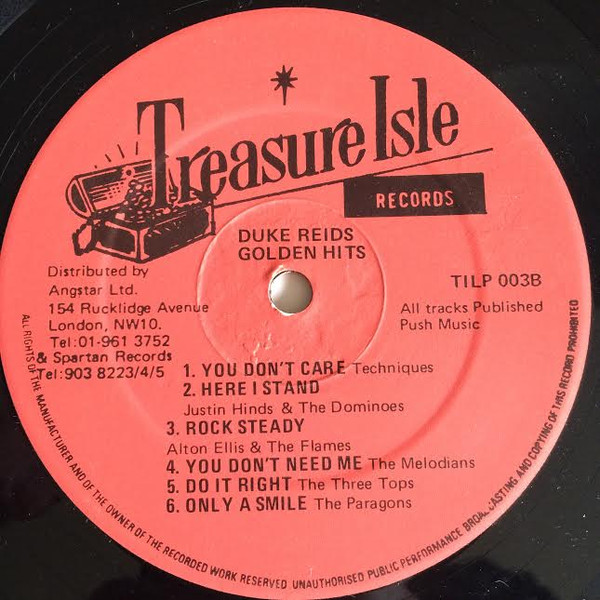 Treasure Isle
RECORDS
DUKE REIDS
GOLDEN HITS
Distributed by
Angstar Ltd.
154 Rucklidge Avenue
London, NW10.
Tel:01-961 3752
& Spartan Records
Tel:903 8223/4/5
TILP 003B
All tracks Published
Push Music
1. YOU DON'T CARE Techniques
2. HERE I STAND
Justin Hinds & The Dominoes
3. ROCK STEADY
Alton Ellis & The Flames
4. YOU DON'T NEED ME The Melodians
5. DO IT RIGHT The Three Tops
6. ONLY A SMILE The Paragons
ALL RIGHTS OF THE MANUFACTURER AND OF THE OWNER OF THE RECORDED WORK RESERVED UNAUTHORISED PUBLIC PERFORMANCE BROADCASTING AND COPYING OF THIS RECORD PROHIBITED